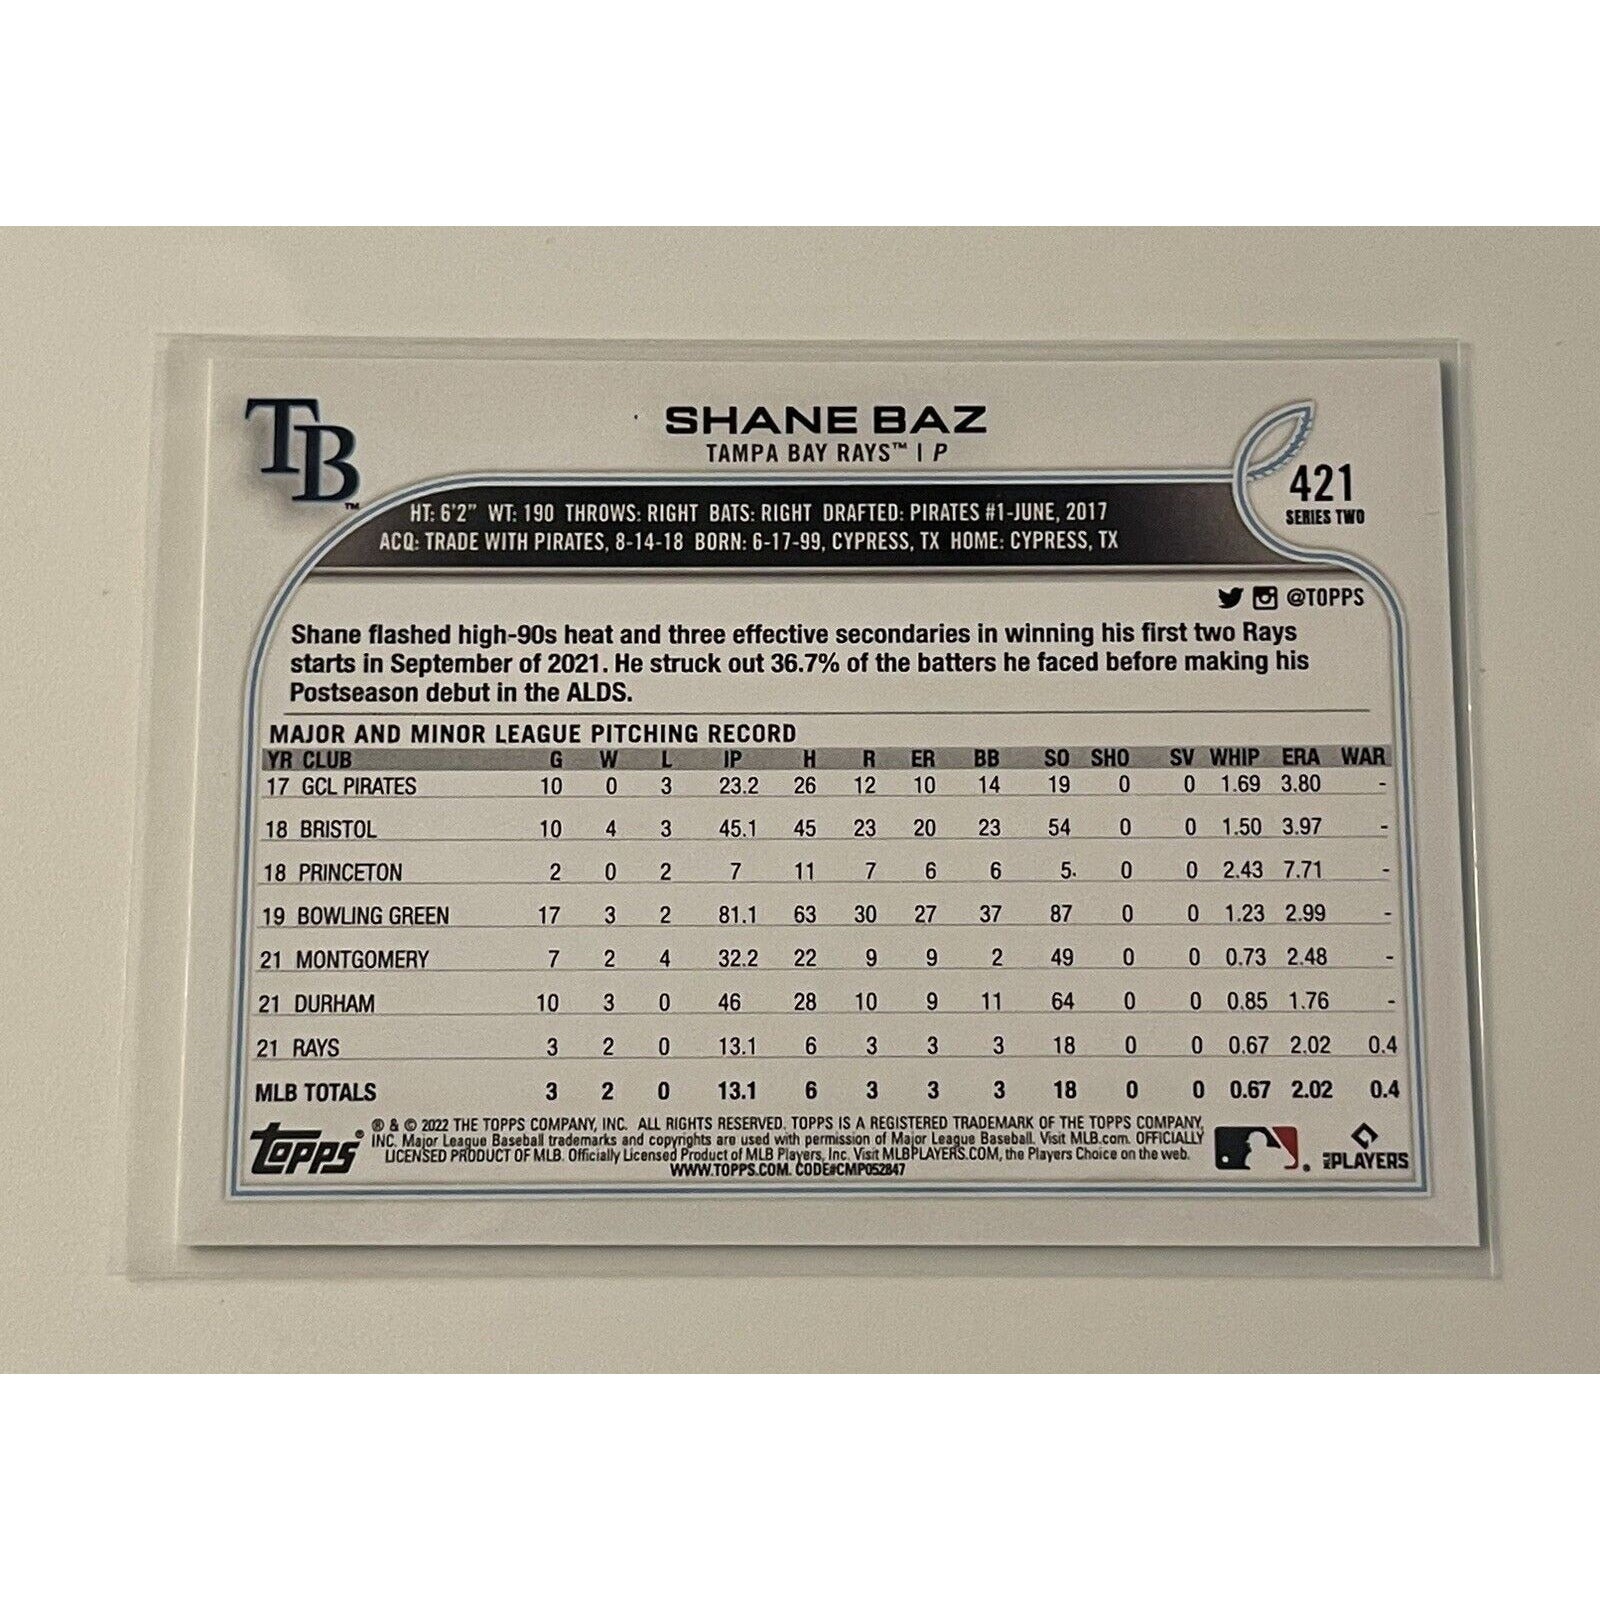 TB™
SHANE BAZ
TAMPA BAY RAYS™ | P
421
SERIES TWO
HT: 6'2" WT: 190 THROWS: RIGHT BATS: RIGHT DRAFTED: PIRATES #1-JUNE, 2017
ACQ: TRADE WITH PIRATES, 8-14-18 BORN: 6-17-99, CYPRESS, TX HOME: CYPRESS, TX
@TOPPS
Shane flashed high-90s heat and three effective secondaries in winning his first two Rays
starts in September of 2021. He struck out 36.7% of the batters he faced before making his
Postseason debut in the ALDS.
MAJOR AND MINOR LEAGUE PITCHING RECORD
YR CLUB G W L IP H R ER BB SO SHO SV WHIP ERA WAR
17 GCL PIRATES 10 0 3 23.2 26 12 10 14 19 0 0 1.69 3.80 -
18 BRISTOL 10 4 3 45.1 45 23 20 23 54 0 0 1.50 3.97 -
18 PRINCETON 2 0 2 7 11 7 6 6 5 0 0 2.43 7.71 -
19 BOWLING GREEN 17 3 2 81.1 63 30 27 37 87 0 0 1.23 2.99 -
21 MONTGOMERY 7 2 4 32.2 22 9 9 2 49 0 0 0.73 2.48 -
21 DURHAM 10 3 0 46 28 10 9 11 64 0 0 0.85 1.76 -
21 RAYS 3 2 0 13.1 6 3 3 3 18 0 0 0.67 2.02 0.4
MLB TOTALS 3 2 0 13.1 6 3 3 3 18 0 0 0.67 2.02 0.4
topps®
® & © 2022 THE TOPPS COMPANY, INC. ALL RIGHTS RESERVED. TOPPS IS A REGISTERED TRADEMARK OF THE TOPPS COMPANY,
INC. Major League Baseball trademarks and copyrights are used with permission of Major League Baseball. Visit MLB.com. OFFICIALLY
LICENSED PRODUCT OF MLB. Officially Licensed Product of MLB Players, Inc. Visit MLBPLAYERS.COM, the Players Choice on the web.
WWW.TOPPS.COM. CODE#CMP052847
MLB PLAYERS